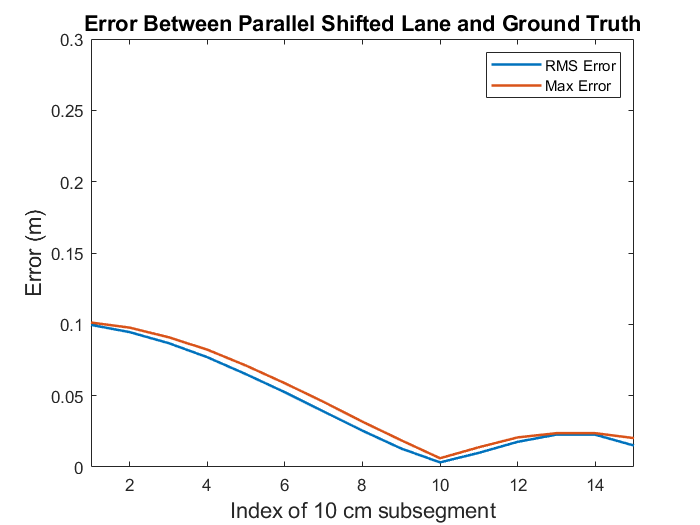 Error Between Parallel Shifted Lane and Ground Truth
RMS Error
Max Error
0.3
0.25
0.2
0.15
0.1
0.05
0
Error (m)
2 4 6 8 10 12 14
Index of 10 cm subsegment